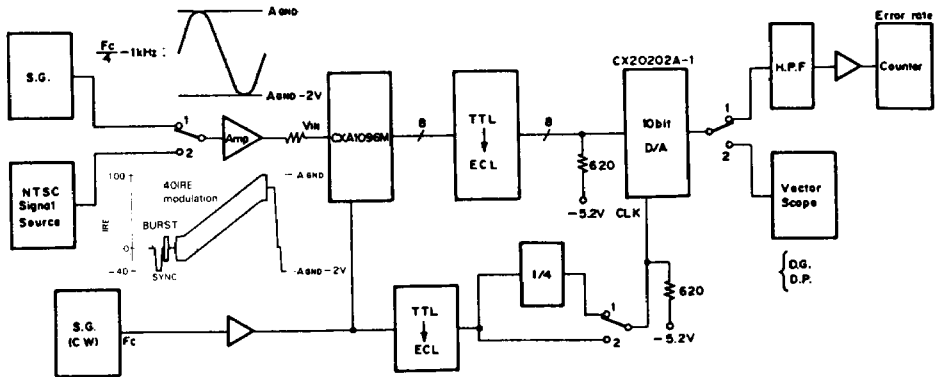 AGND
Fc/4 – 1kHz :
AGND–2V
S.G.
1
2
Amp
VIN
CXA1096M
8
TTL
↓
ECL
8
620
–5.2V
CX20202A-1
10bit
D/A
CLK
1
2
H.P.F
Error rate
Counter
Vector
Scope
{ D.G.
D.P.
NTSC
Signal
Source
100
IRE
0
–40
40IRE
modulation
BURST
SYNC
–AGND
–AGND–2V
S.G.
(CW)
Fc
TTL
↓
ECL
1/4
1
2
620
–5.2V